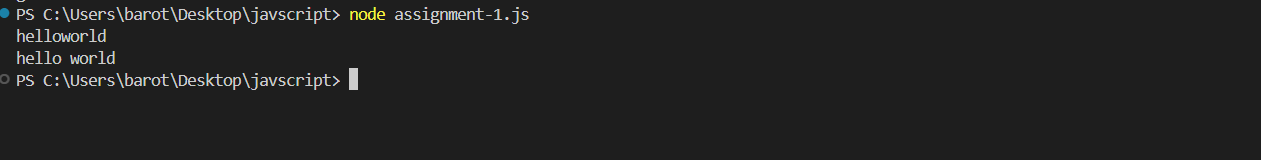 PS C:\Users\barot\Desktop\javscript> node assignment-1.js
helloworld
hello world
PS C:\Users\barot\Desktop\javscript>